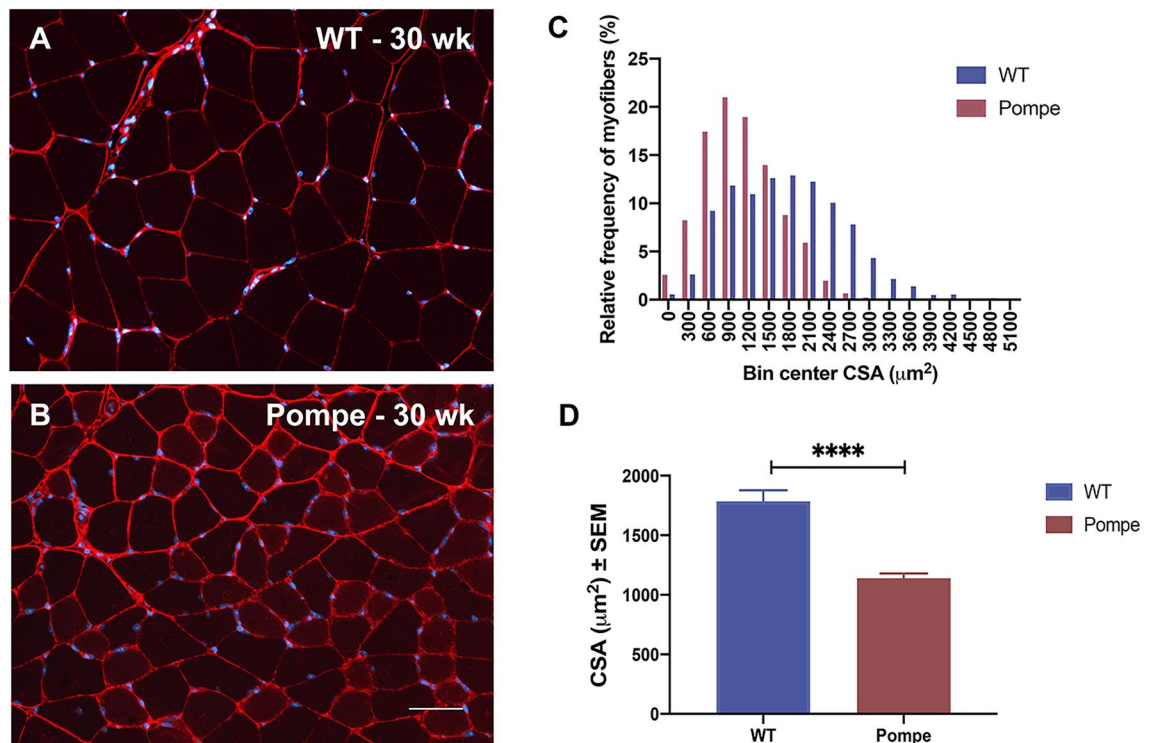 A
WT - 30 wk
B
Pompe - 30 wk
C
Relative frequency of myofibers (%)
25
20
15
10
5
0
0
300
600
900
1200
1500
1800
2100
2400
2700
3000
3300
3600
3900
4200
4500
4800
5100
Bin center CSA (μm²)
WT
Pompe
D
****
CSA (μm²) ± SEM
2000
1500
1000
500
0
WT
Pompe
WT
Pompe